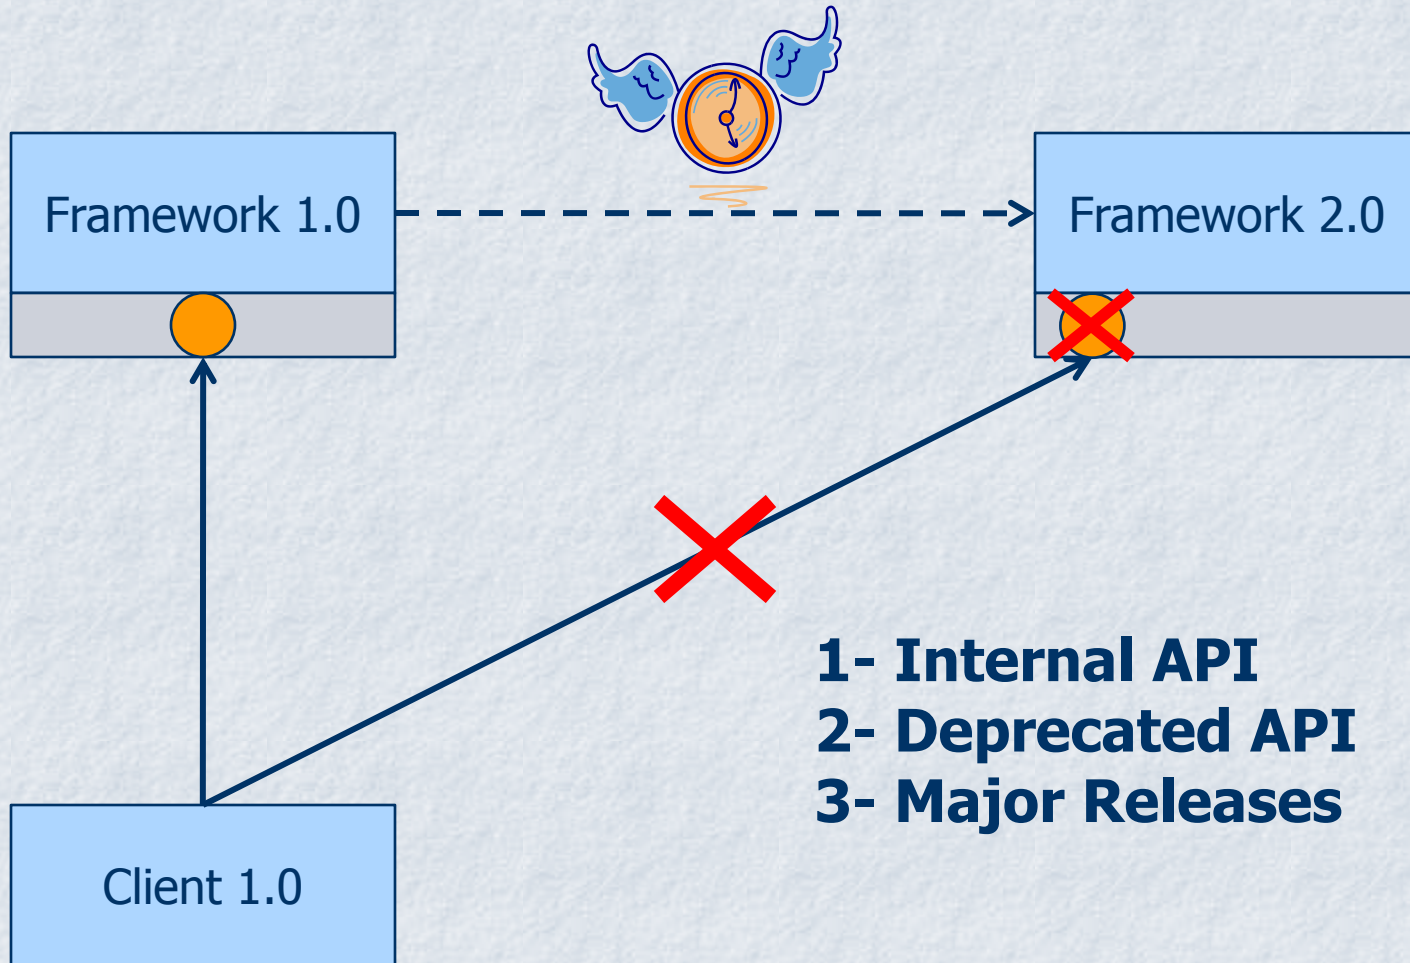 Framework 1.0
Framework 2.0
1- Internal API
2- Deprecated API
3- Major Releases
Client 1.0